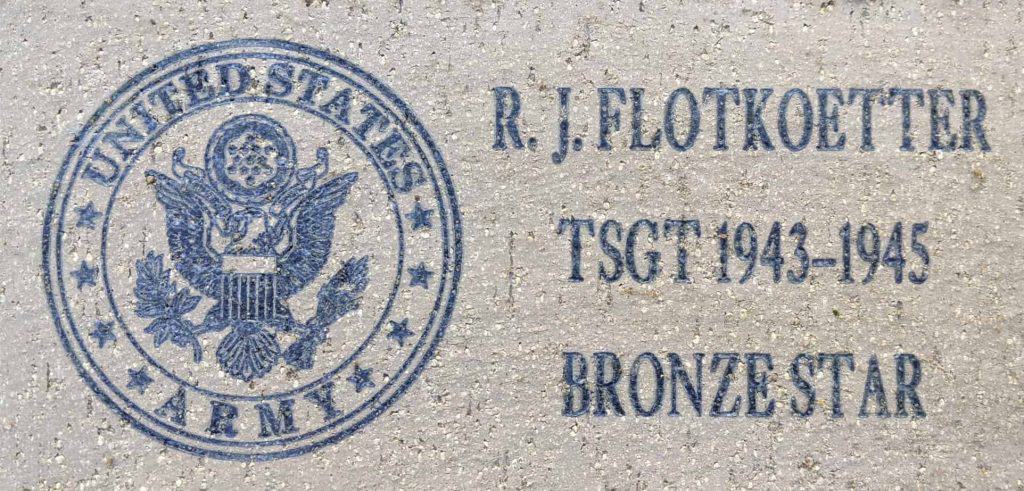 UNITED STATES
ARMY
R. J. FLOTKOETTER
TSGT 1943-1945
BRONZE STAR